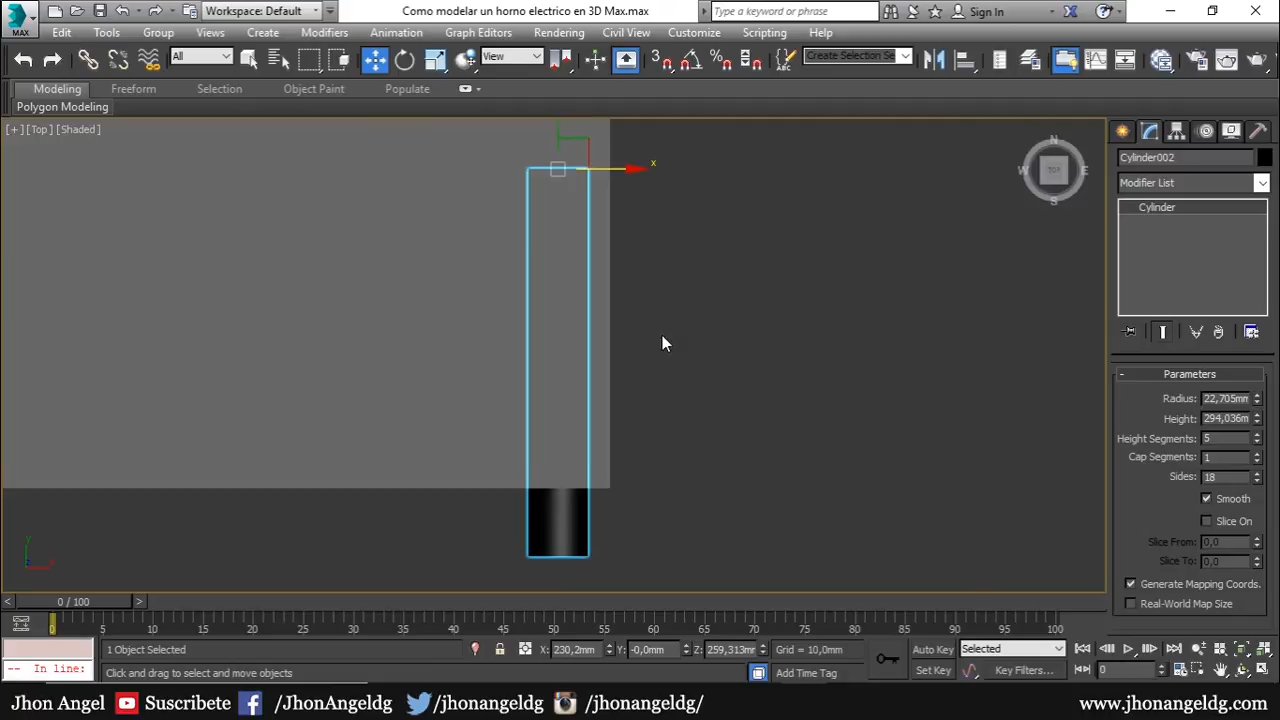 Workspace: Default
Como modelar un horno electrico en 3D Max.max
Type a keyword or phrase
Sign In
MAX
Edit Tools Group Views Create Modifiers Animation Graph Editors Rendering Civil View Customize Scripting Help
All
View
3
%
ABC
Create Selection Se
Modeling Freeform Selection Object Paint Populate
Polygon Modeling
[+] [Top] [Shaded]
x
N
W TOP E
S
Cylinder002
Modifier List
Cylinder
- Parameters
Radius: 22,705mm
Height: 294,036m
Height Segments: 5
Cap Segments: 1
Sides: 18
Smooth
Slice On
Slice From: 0,0
Slice To: 0,0
Generate Mapping Coords.
Real-World Map Size
y
x
< 0 / 100 >
0 5 10 15 20 25 30 35 40 45 50 55 60 65 70 75 80 85 90 95 100
1 Object Selected
X: 230,2mm Y: -0,0mm Z: 259,313mm Grid = 10,0mm
Auto Key Selected
-- In line:
Click and drag to select and move objects
Add Time Tag
Set Key Key Filters... 0
Jhon Angel Suscribete /JhonAngeldg /jhonangeldg /jhonangeldg/ www.jhonangeldg.com